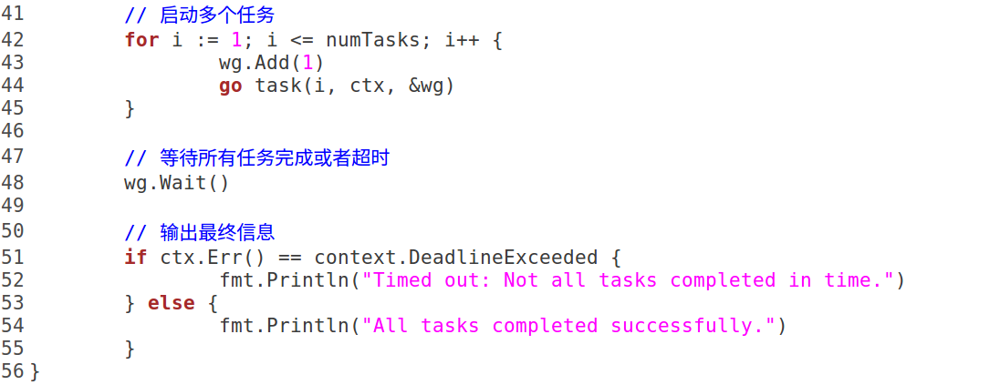 41 // 启动多个任务
42 for i := 1; i <= numTasks; i++ {
43 wg.Add(1)
44 go task(i, ctx, &wg)
45 }
46
47 // 等待所有任务完成或者超时
48 wg.Wait()
49
50 // 输出最终信息
51 if ctx.Err() == context.DeadlineExceeded {
52 fmt.Println("Timed out: Not all tasks completed in time.")
53 } else {
54 fmt.Println("All tasks completed successfully.")
55 }
56 }